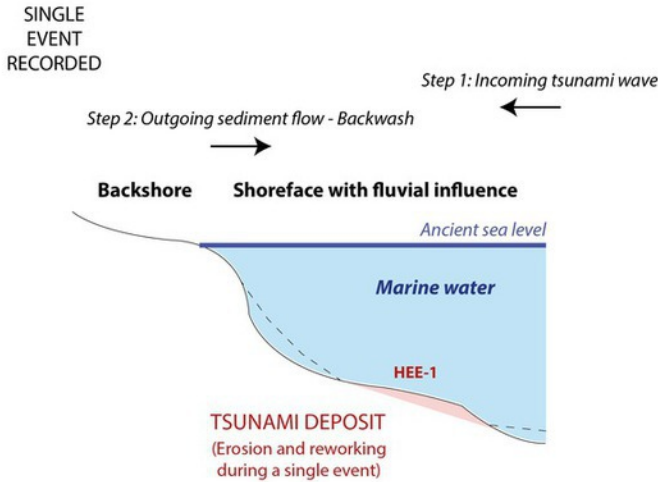 SINGLE
EVENT
RECORDED
Step 1: Incoming tsunami wave
Step 2: Outgoing sediment flow - Backwash
Backshore
Shoreface with fluvial influence
Ancient sea level
Marine water
HEE-1
TSUNAMI DEPOSIT
(Erosion and reworking
during a single event)